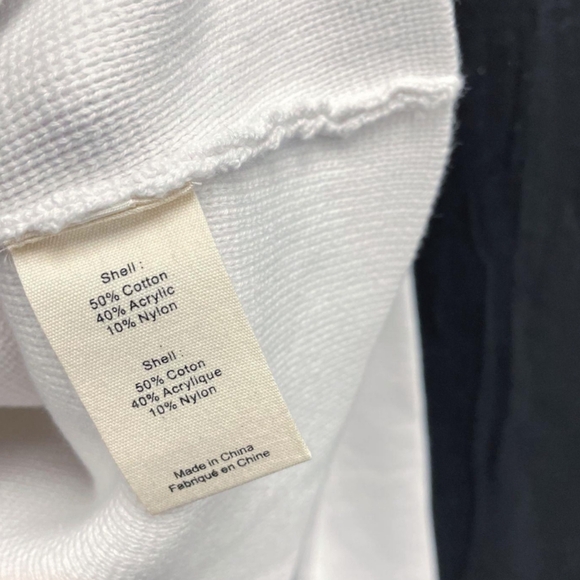 Shell :
50% Cotton
40% Acrylic
10% Nylon
Shell :
50% Coton
40% Acrylique
10% Nylon
Made in China
Fabriqué en Chine